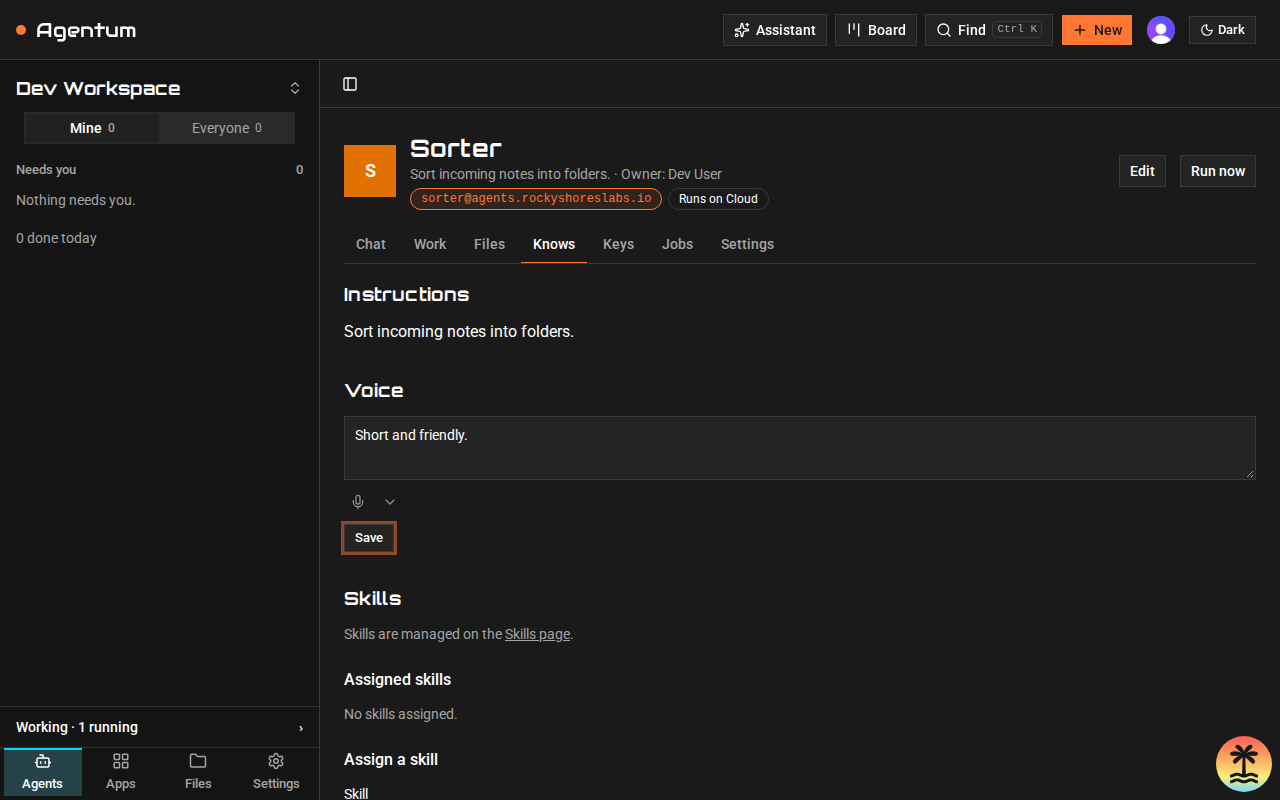 Agentum
Assistant
Board
Find Ctrl K
New
Dark
Dev Workspace
Mine 0
Everyone 0
Needs you 0
Nothing needs you.
0 done today
Working · 1 running ›
Agents
Apps
Files
Settings
S
Sorter
Sort incoming notes into folders. · Owner: Dev User
sorter@agents.rockyshoreslabs.io
Runs on Cloud
Edit
Run now
Chat
Work
Files
Knows
Keys
Jobs
Settings
Instructions
Sort incoming notes into folders.
Voice
Short and friendly.
Save
Skills
Skills are managed on the Skills page.
Assigned skills
No skills assigned.
Assign a skill
Skill